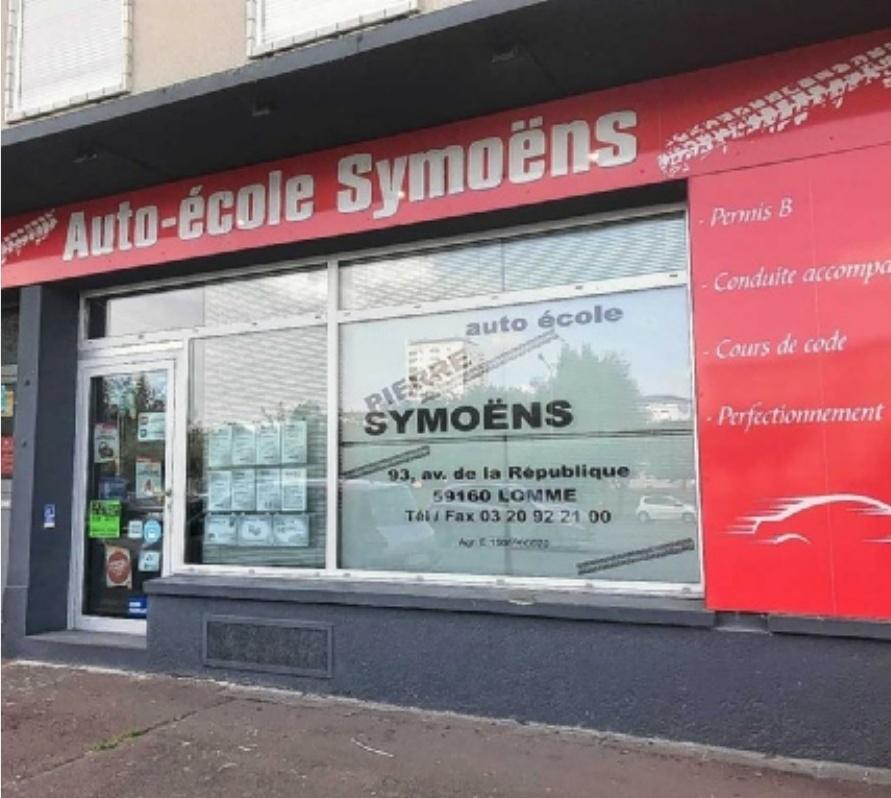 Auto-école Symoëns
- Permis B
- Conduite accompa
- Cours de code
- Perfectionnement
auto école
PIERRE
SYMOËNS
93, av. de la République
59160 LOMME
Tél / Fax 03 20 92 21 00